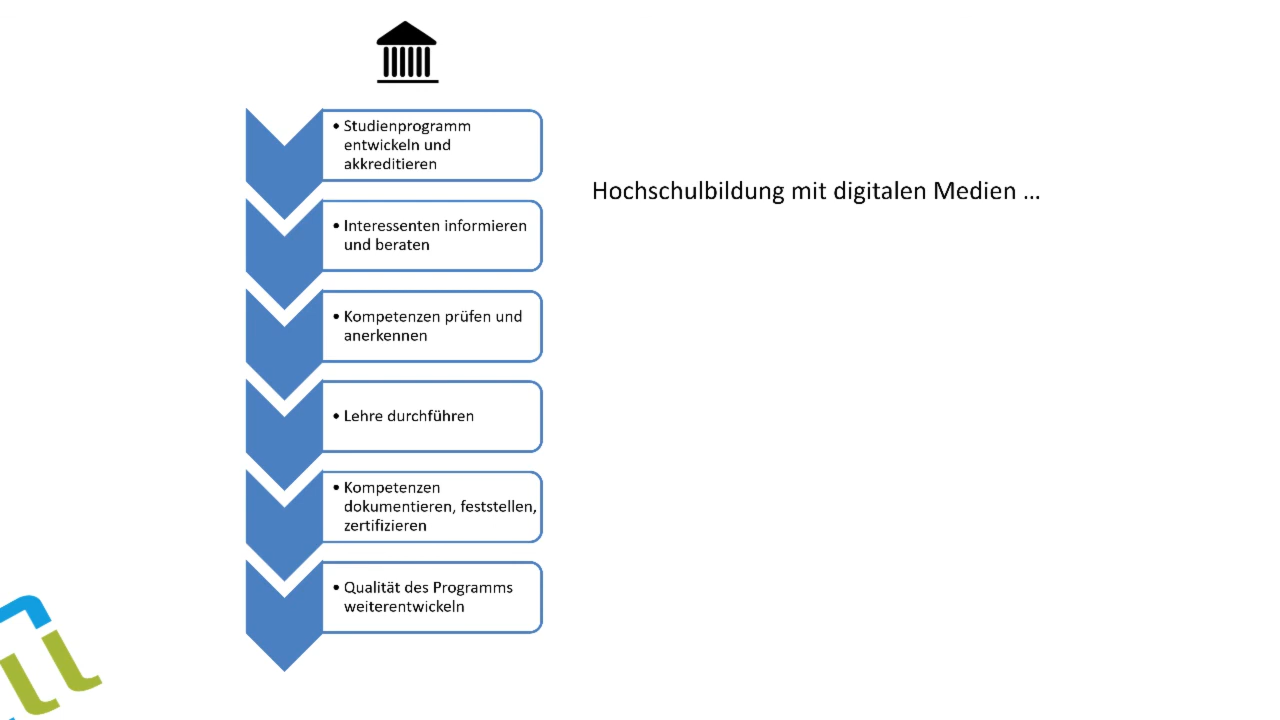 • Studienprogramm
entwickeln und
akkreditieren
Hochschulbildung mit digitalen Medien ...
• Interessenten informieren
und beraten
• Kompetenzen prüfen und
anerkennen
• Lehre durchführen
• Kompetenzen
dokumentieren, feststellen,
zertifizieren
• Qualität des Programms
weiterentwickeln